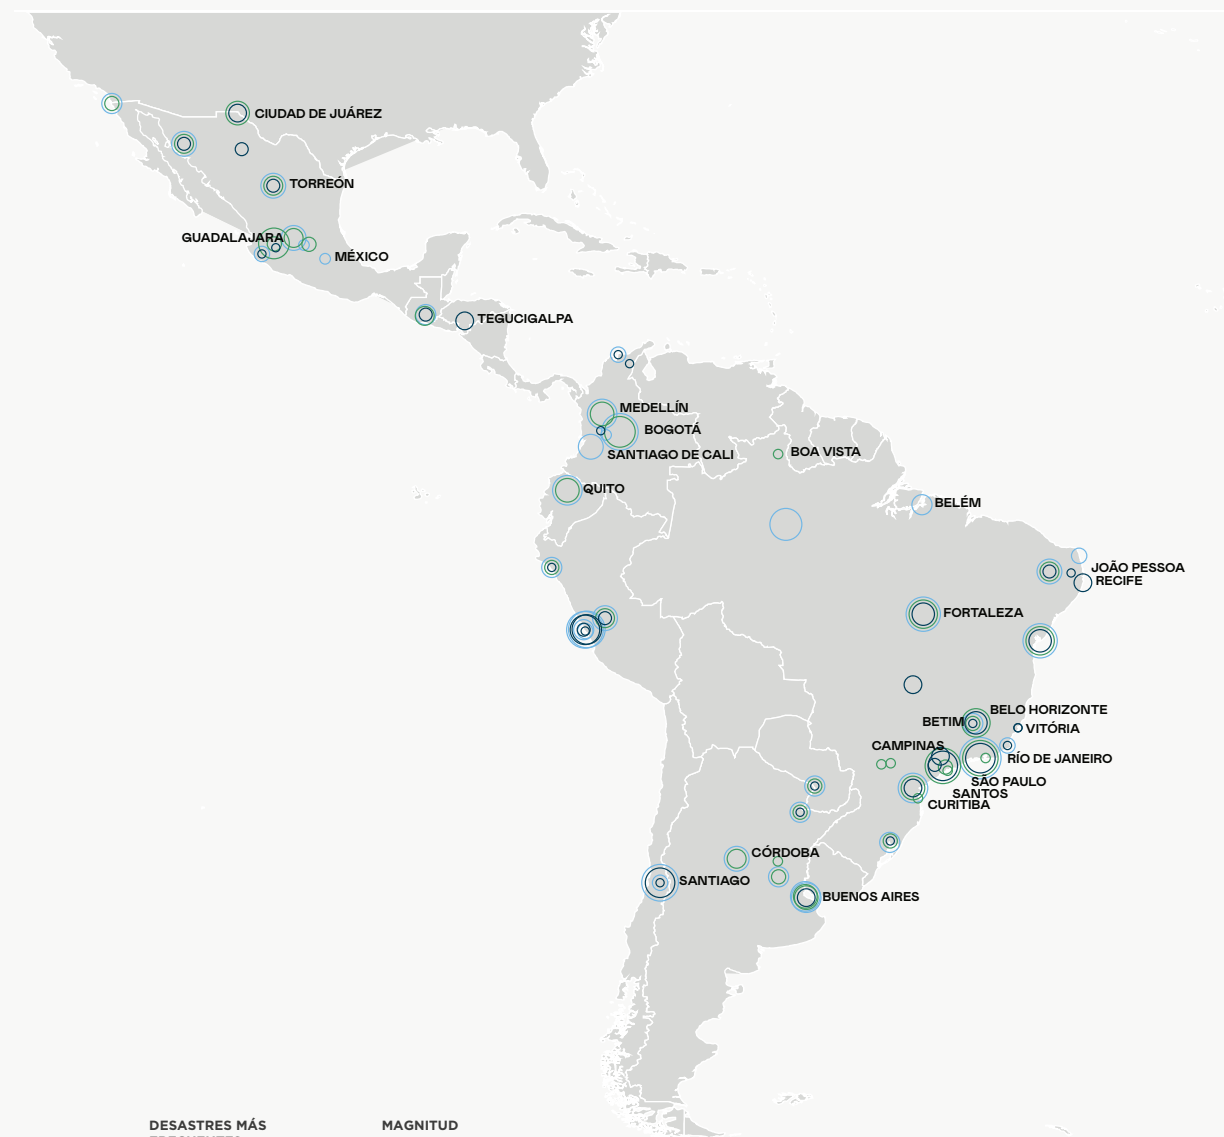 CIUDAD DE JUÁREZ
TORREÓN
GUADALAJARA
MÉXICO
TEGUCIGALPA
MEDELLÍN
BOGOTÁ
SANTIAGO DE CALI
BOA VISTA
QUITO
BELÉM
JOÃO PESSOA
RECIFE
FORTALEZA
BELO HORIZONTE
BETIM
VITÓRIA
CAMPINAS
RÍO DE JANEIRO
SÃO PAULO
SANTOS
CURITIBA
CÓRDOBA
SANTIAGO
BUENOS AIRES
DESASTRES MÁS
MAGNITUD